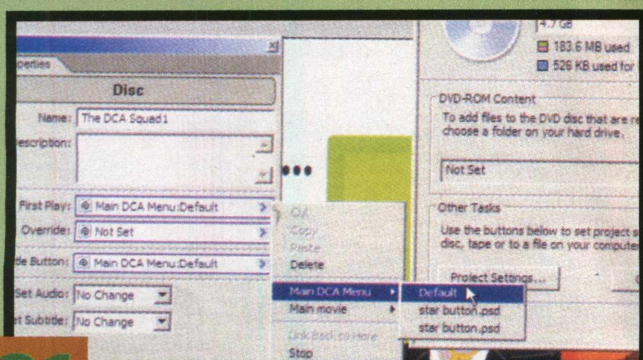 4.7 GB
183.6 MB used
526 KB used for
perties
Disc
Name: The DCA Squad1
escription:
First Play: Main DCA Menu:Default
Override: Not Set
tle Button: Main DCA Menu:Default
Set Audio: No Change
et Subtitle: No Change
Cut
Copy
Paste
Delete
Main DCA Menu
Main movie
Link Back to Here
Stop
Default
star button.psd
star button.psd
DVD-ROM Content
To add files to the DVD disc that are re
choose a folder on your hard drive.
Not Set
Other Tasks
Use the buttons below to set project s
disc, tape or to a file on your compute
Project Settings...